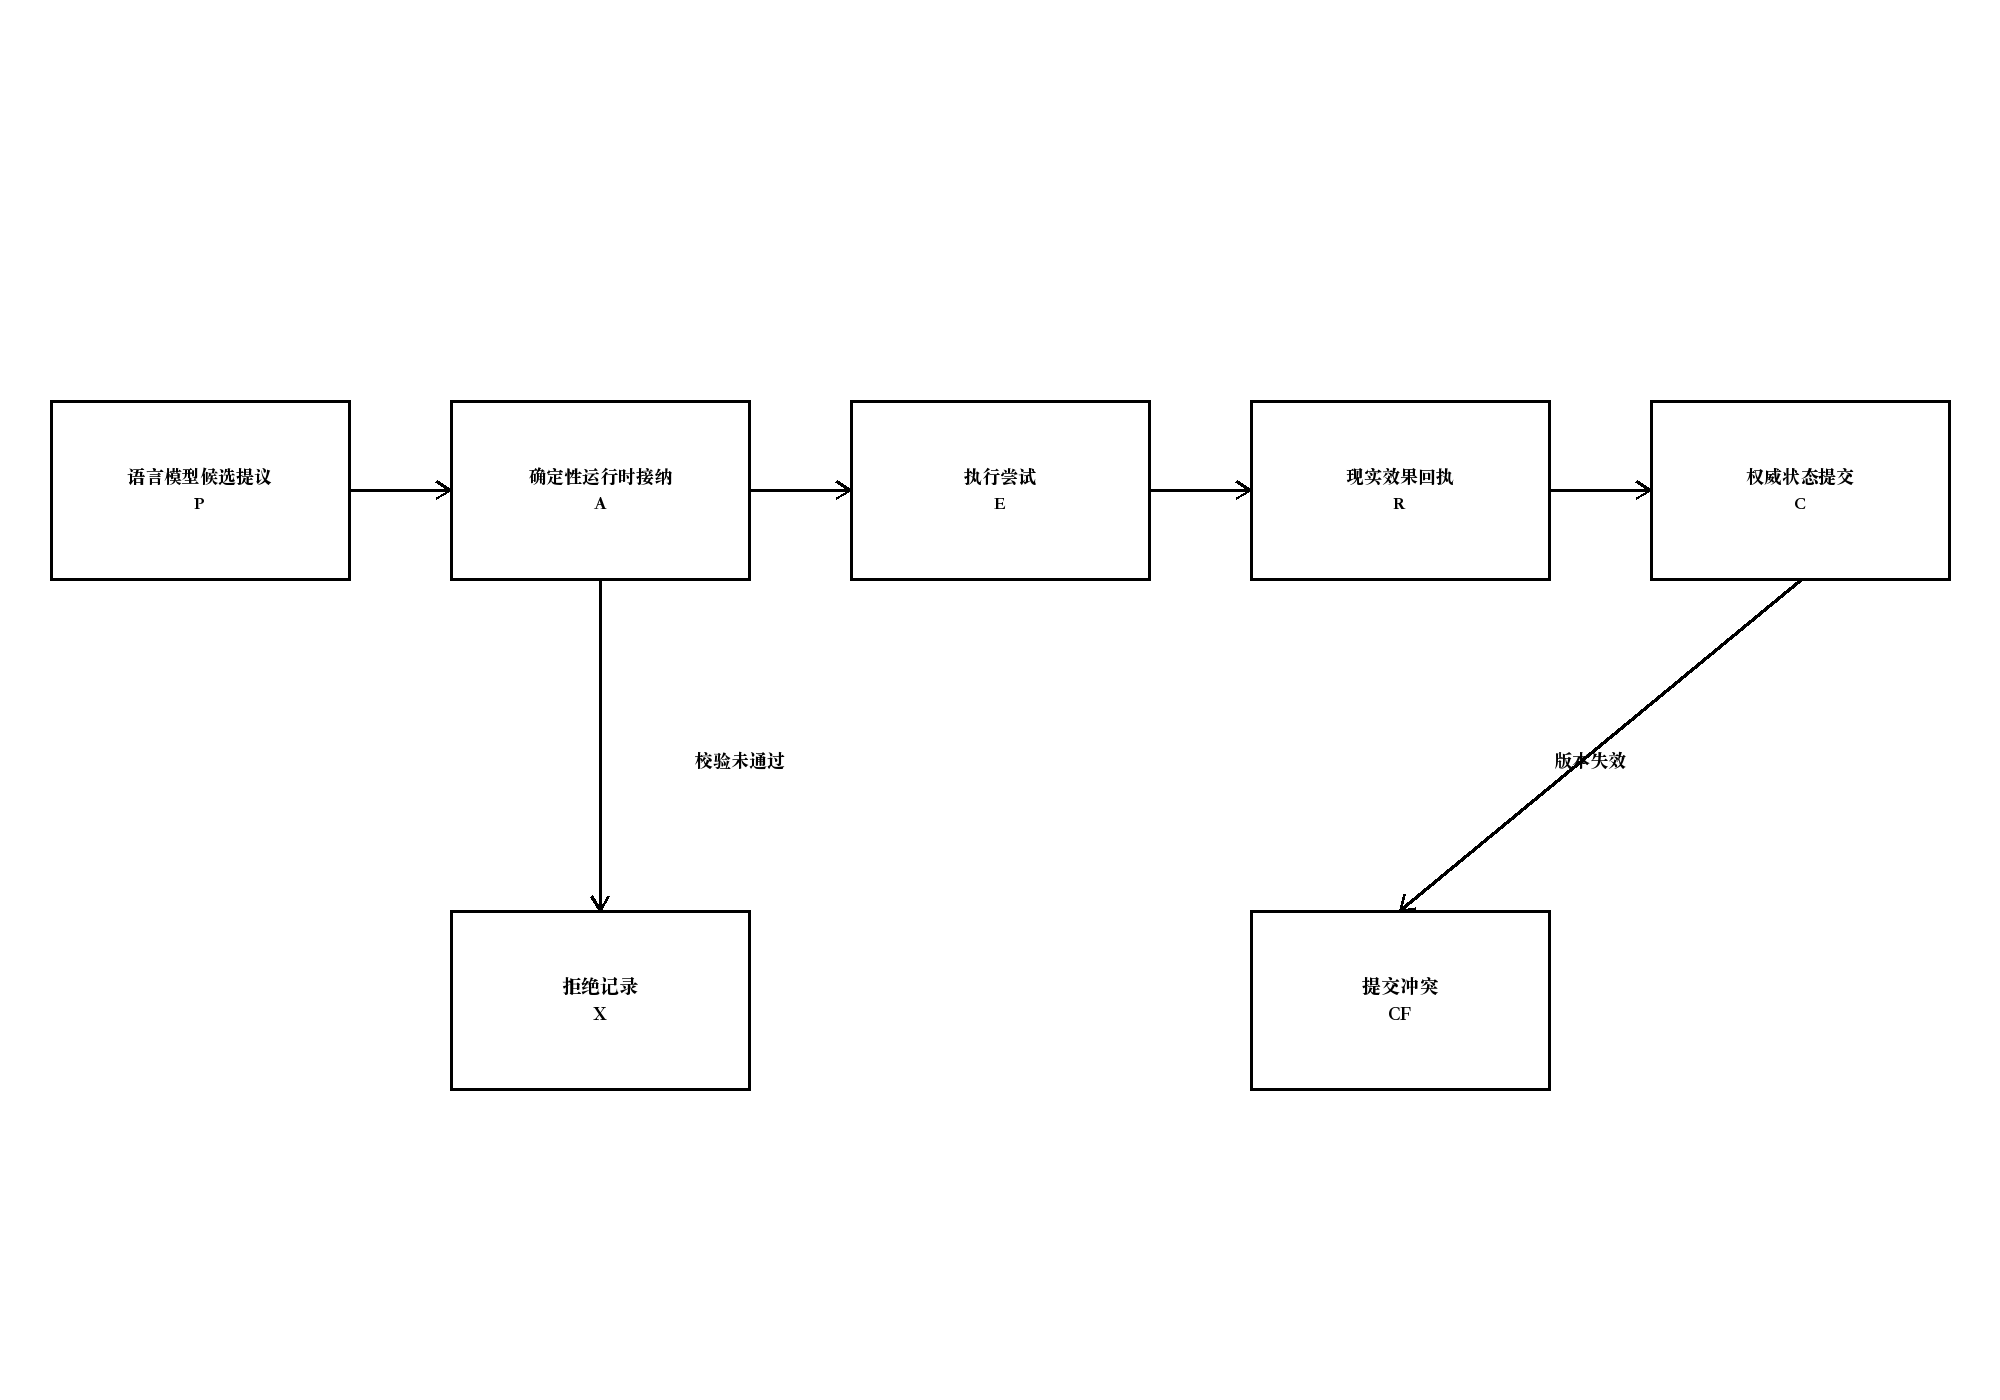 语言模型候选提议
P
确定性运行时接纳
A
执行尝试
E
现实效果回执
R
权威状态提交
C
校验未通过
版本失效
拒绝记录
X
提交冲突
CF